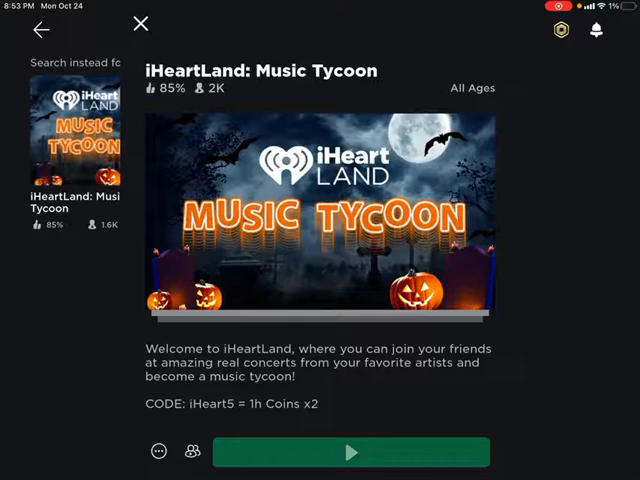 8:53 PM Mon Oct 24
1%
Search instead fo
iHeart
LAND
MUSIC
TYCOON
iHeartLand: Musi
Tycoon
85% 1.6K
iHeartLand: Music Tycoon
85% 2K
All Ages
iHeart
LAND
MUSIC TYCOON
Welcome to iHeartLand, where you can join your friends
at amazing real concerts from your favorite artists and
become a music tycoon!
CODE: iHeart5 = 1h Coins x2